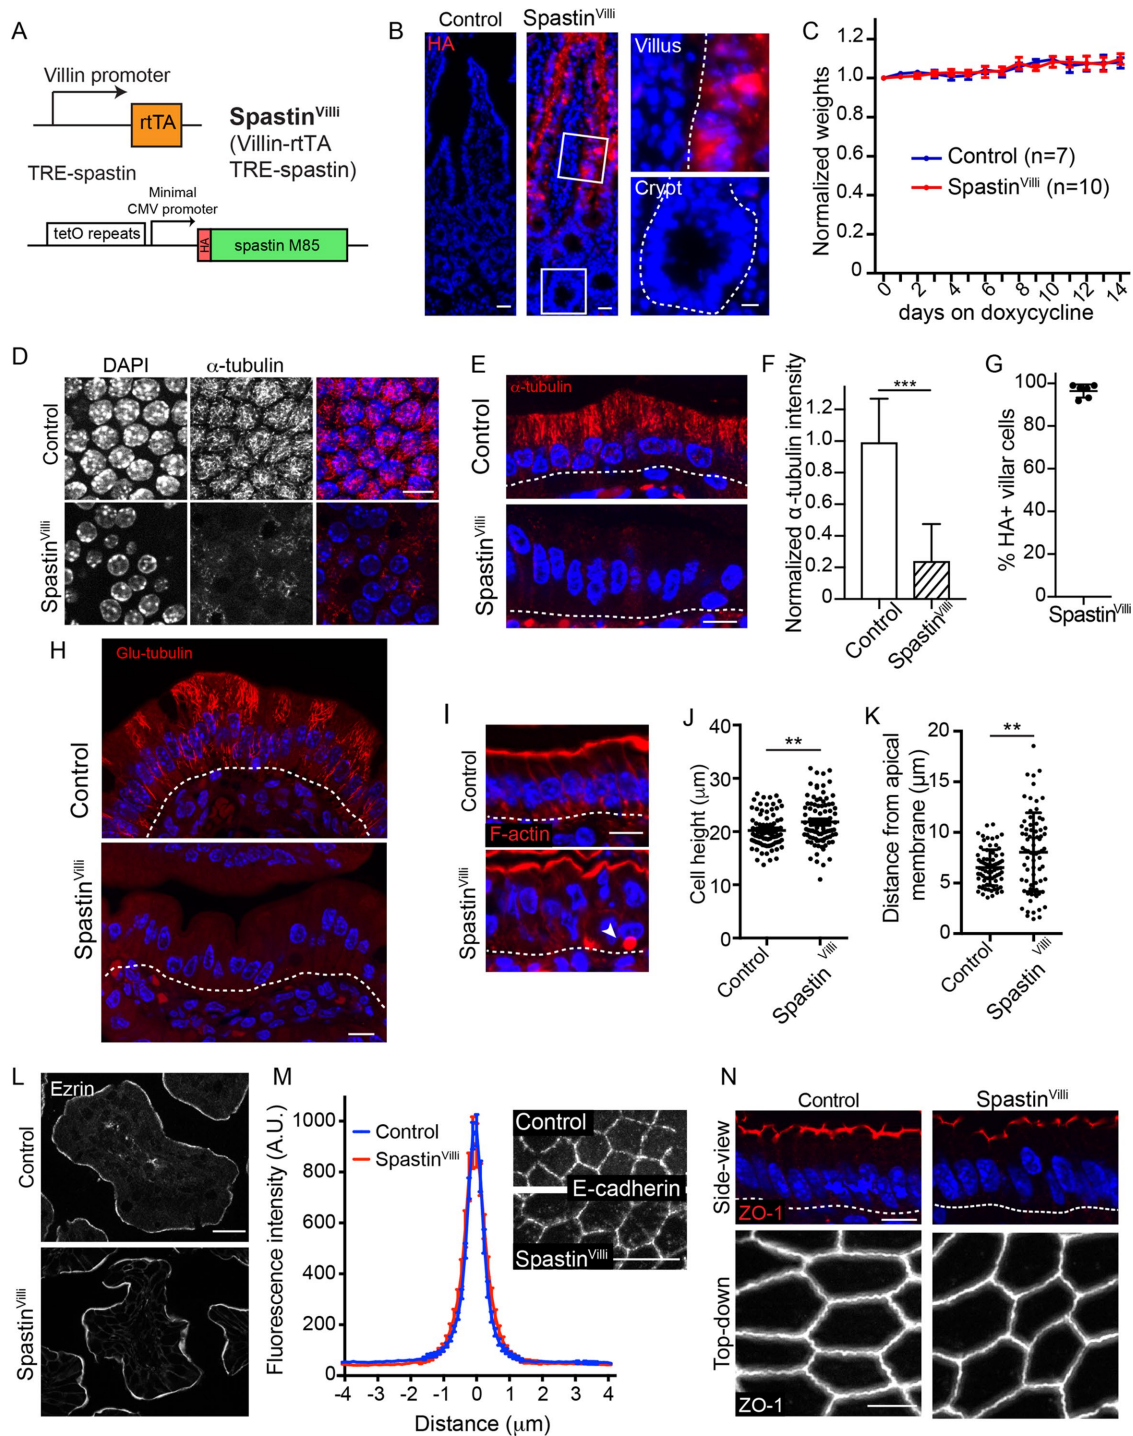 A
Villin promoter
rtTA
Spastin^Villi
(Villin-rtTA
TRE-spastin)
TRE-spastin
Minimal
CMV promoter
tetO repeats
HA
spastin M85
B
Control
Spastin^Villi
HA
Villus
Crypt
C
Normalized weights
1.2
1.0
0.8
0.6
0.4
0.2
0
Control (n=7)
Spastin^Villi (n=10)
0 2 4 6 8 10 12 14
days on doxycycline
D
DAPI
α-tubulin
Control
Spastin^Villi
E
α-tubulin
Control
Spastin^Villi
F
Normalized α-tubulin intensity
***
1.2
1.0
0.8
0.6
0.4
0.2
0
Control
Spastin^Villi
G
% HA+ villar cells
100
80
60
40
20
0
Spastin^Villi
H
Glu-tubulin
Control
Spastin^Villi
I
Control
F-actin
Spastin^Villi
J
Cell height (μm)
**
40
30
20
10
0
Control
Spastin^Villi
K
Distance from apical
membrane (μm)
**
20
15
10
5
0
Control
Spastin^Villi
L
Ezrin
Control
Spastin^Villi
M
Fluorescence intensity (A.U.)
1000
800
600
400
200
0
Control
Spastin^Villi
-4 -3 -2 -1 0 1 2 3 4
Distance (μm)
Control
E-cadherin
Spastin^Villi
N
Control
Spastin^Villi
Side-view
ZO-1
Top-down
ZO-1